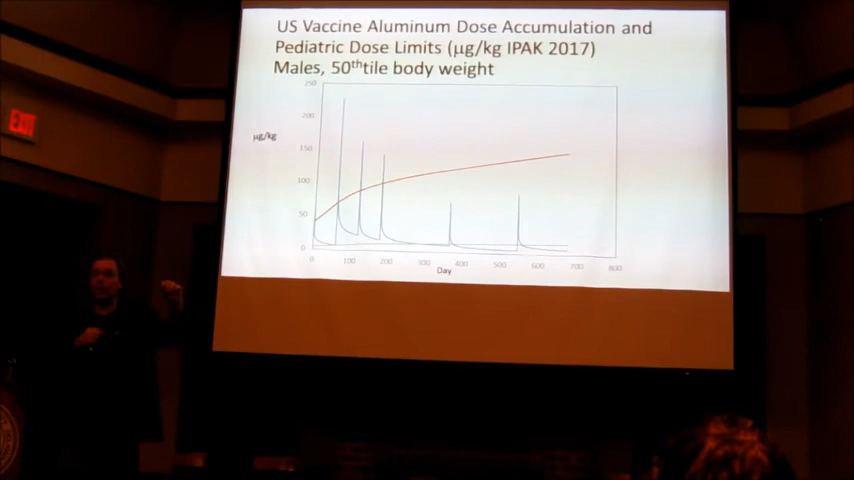 US Vaccine Aluminum Dose Accumulation and
Pediatric Dose Limits (μg/kg IPAK 2017)
Males, 50thtile body weight
250
200
μg/kg
150
100
50
0
0 100 200 300 400 500 600 700 800
Day
EXIT